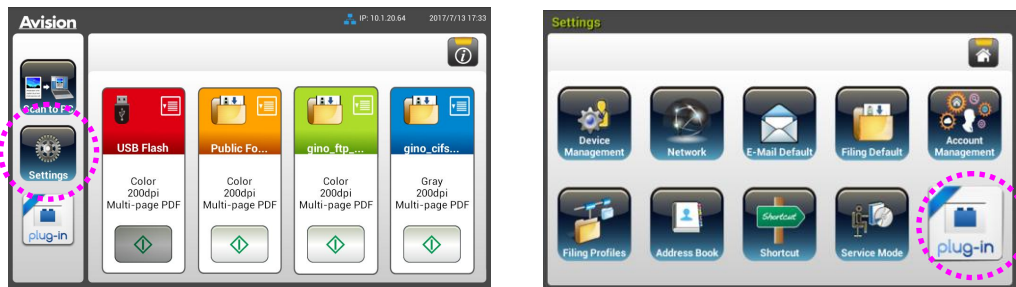 Avision
IP: 10.1.20.64 2017/7/13 17:33
Scan to PC
Settings
plug-in
USB Flash
Color
200dpi
Multi-page PDF
Public Fo...
Color
200dpi
Multi-page PDF
gino_ftp_...
Color
200dpi
Multi-page PDF
gino_cifs...
Gray
200dpi
Multi-page PDF
Settings
Device
Management
Network
E-Mail Default
Filing Default
Account
Management
Filing Profiles
Address Book
Shortcut
Shortcut
Service Mode
plug-in